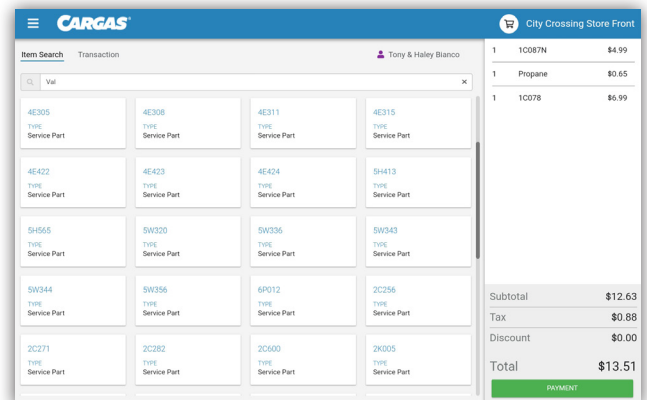 CARGAS
City Crossing Store Front
Item Search Transaction Tony & Haley Bianco
Val
4E305 4E308 4E311 4E315
TYPE TYPE TYPE TYPE
Service Part Service Part Service Part Service Part
4E422 4E423 4E424 5H413
TYPE TYPE TYPE TYPE
Service Part Service Part Service Part Service Part
5H565 5W320 5W336 5W343
TYPE TYPE TYPE TYPE
Service Part Service Part Service Part Service Part
5W344 5W356 6P012 2C256
TYPE TYPE TYPE TYPE
Service Part Service Part Service Part Service Part
2C271 2C282 2C600 2K005
TYPE TYPE TYPE TYPE
Service Part Service Part Service Part Service Part
1 1C087N $4.99
1 Propane $0.65
1 1C078 $6.99
Subtotal $12.63
Tax $0.88
Discount $0.00
Total $13.51
PAYMENT